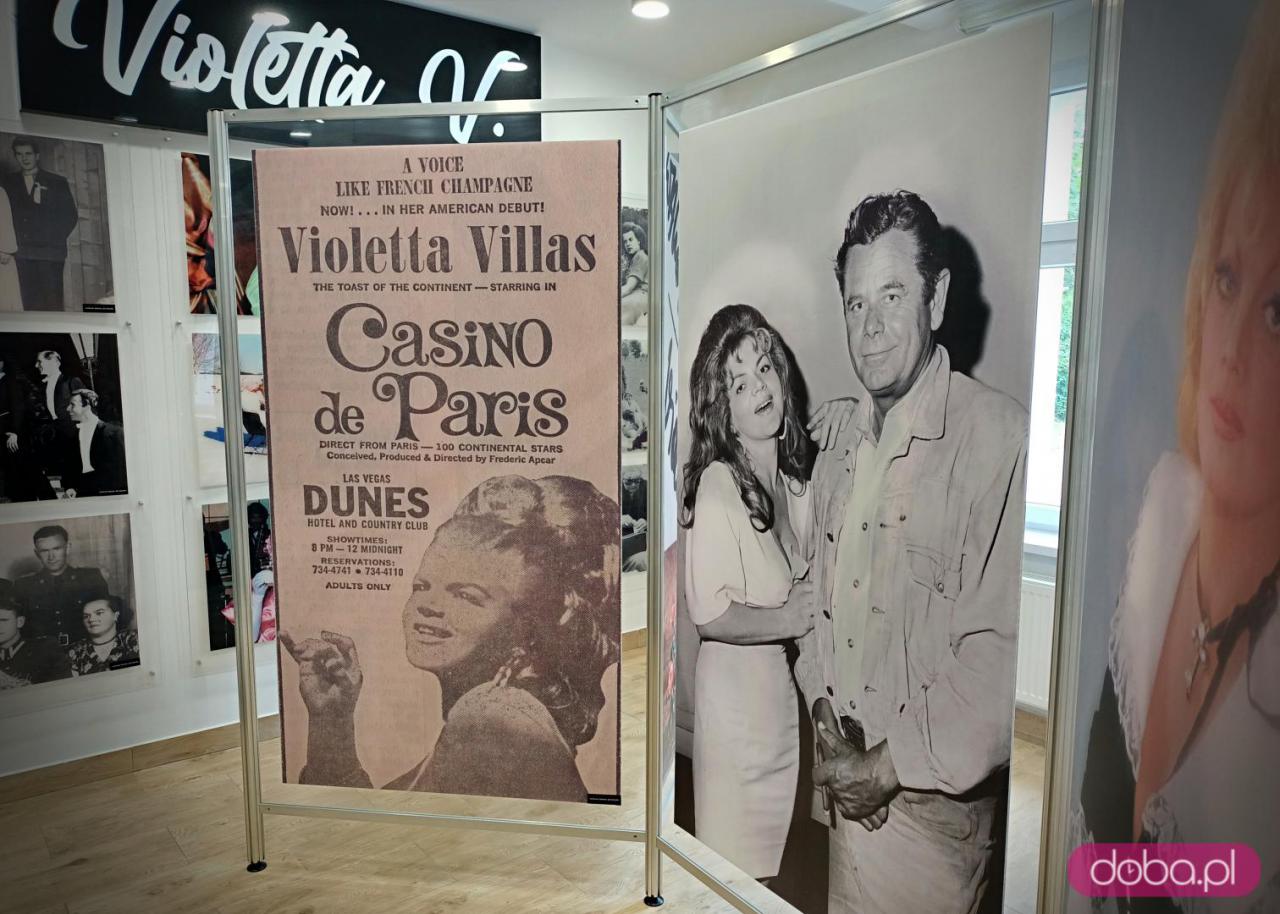 Violetta V.
A VOICE
LIKE FRENCH CHAMPAGNE
NOW! . . . IN HER AMERICAN DEBUT!
Violetta Villas
THE TOAST OF THE CONTINENT — STARRING IN
Casino
de Paris
DIRECT FROM PARIS — 100 CONTINENTAL STARS
Conceived, Produced & Directed by Frederic Apcar
LAS VEGAS
DUNES
HOTEL AND COUNTRY CLUB
SHOWTIMES:
8 PM — 12 MIDNIGHT
RESERVATIONS:
734-4741 • 734-4110
ADULTS ONLY
doba.pl